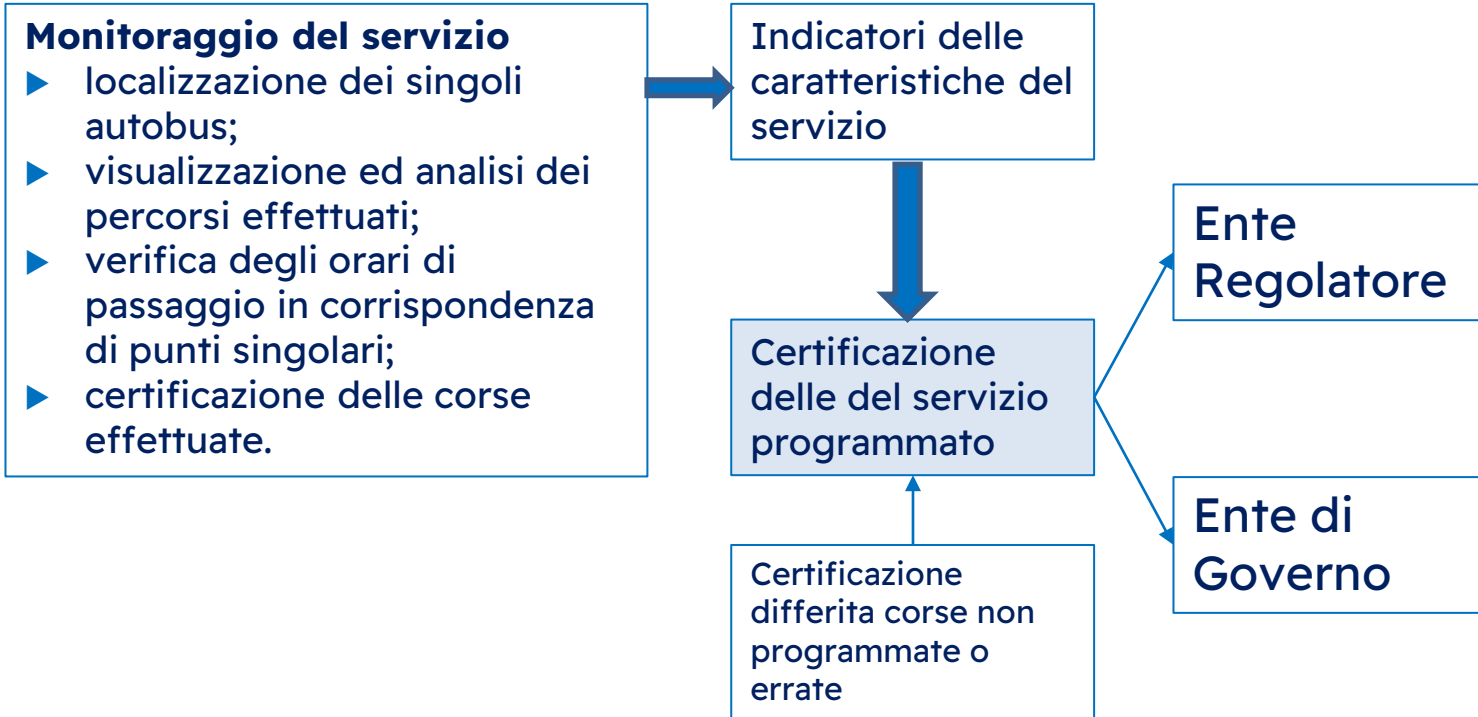 Monitoraggio del servizio
▶ localizzazione dei singoli
autobus;
▶ visualizzazione ed analisi dei
percorsi effettuati;
▶ verifica degli orari di
passaggio in corrispondenza
di punti singolari;
▶ certificazione delle corse
effettuate.
Indicatori delle
caratteristiche del
servizio
Certificazione
delle del servizio
programmato
Certificazione
differita corse non
programmate o
errate
Ente
Regolatore
Ente di
Governo